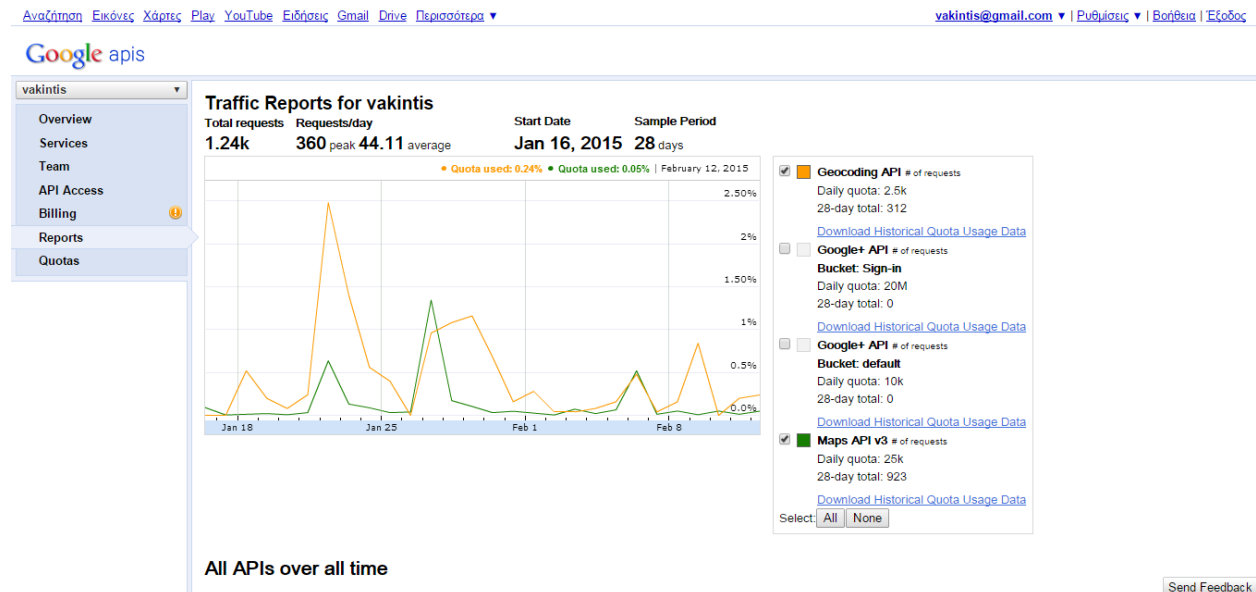 Αναζήτηση Εικόνες Χάρτες Play YouTube Ειδήσεις Gmail Drive Περισσότερα ▼ vakintis@gmail.com ▼ | Ρυθμίσεις ▼ | Βοήθεια | Έξοδος
Google apis
vakintis ▼
Overview
Services
Team
API Access
Billing
Reports
Quotas
Traffic Reports for vakintis
Total requests Requests/day Start Date Sample Period
1.24k 360 peak 44.11 average Jan 16, 2015 28 days
● Quota used: 0.24% ● Quota used: 0.05% | February 12, 2015
2.50%
2%
1.50%
1%
0.5%
0.0%
Jan 18 Jan 25 Feb 1 Feb 8
Geocoding API # of requests
Daily quota: 2.5k
28-day total: 312
Download Historical Quota Usage Data
Google+ API # of requests
Bucket: Sign-in
Daily quota: 20M
28-day total: 0
Download Historical Quota Usage Data
Google+ API # of requests
Bucket: default
Daily quota: 10k
28-day total: 0
Download Historical Quota Usage Data
Maps API v3 # of requests
Daily quota: 25k
28-day total: 923
Download Historical Quota Usage Data
Select: All None
All APIs over all time
Send Feedback